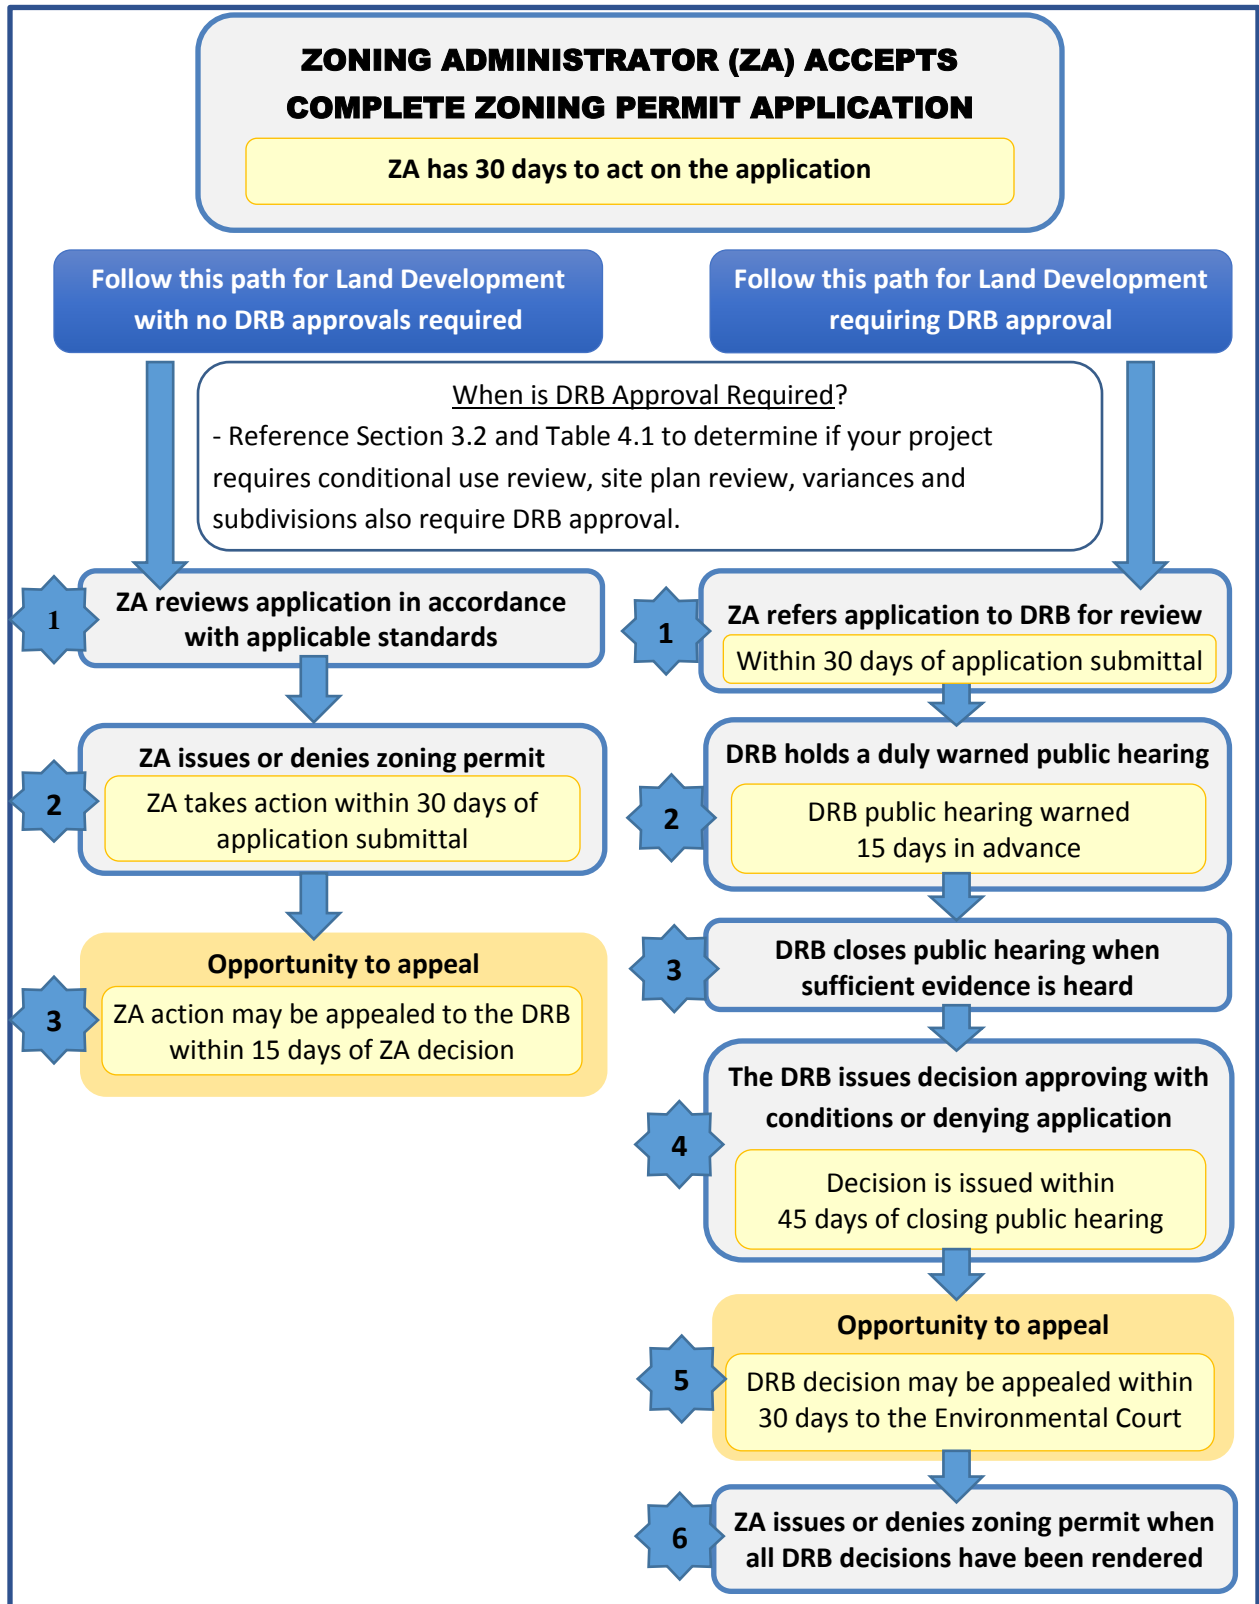 ZONING ADMINISTRATOR (ZA) ACCEPTS
COMPLETE ZONING PERMIT APPLICATION
ZA has 30 days to act on the application
Follow this path for Land Development
with no DRB approvals required
Follow this path for Land Development
requiring DRB approval
When is DRB Approval Required?
- Reference Section 3.2 and Table 4.1 to determine if your project
requires conditional use review, site plan review, variances and
subdivisions also require DRB approval.
1
ZA reviews application in accordance
with applicable standards
2
ZA issues or denies zoning permit
ZA takes action within 30 days of
application submittal
3
Opportunity to appeal
ZA action may be appealed to the DRB
within 15 days of ZA decision
1
ZA refers application to DRB for review
Within 30 days of application submittal
2
DRB holds a duly warned public hearing
DRB public hearing warned
15 days in advance
3
DRB closes public hearing when
sufficient evidence is heard
4
The DRB issues decision approving with
conditions or denying application
Decision is issued within
45 days of closing public hearing
5
Opportunity to appeal
DRB decision may be appealed within
30 days to the Environmental Court
6
ZA issues or denies zoning permit when
all DRB decisions have been rendered